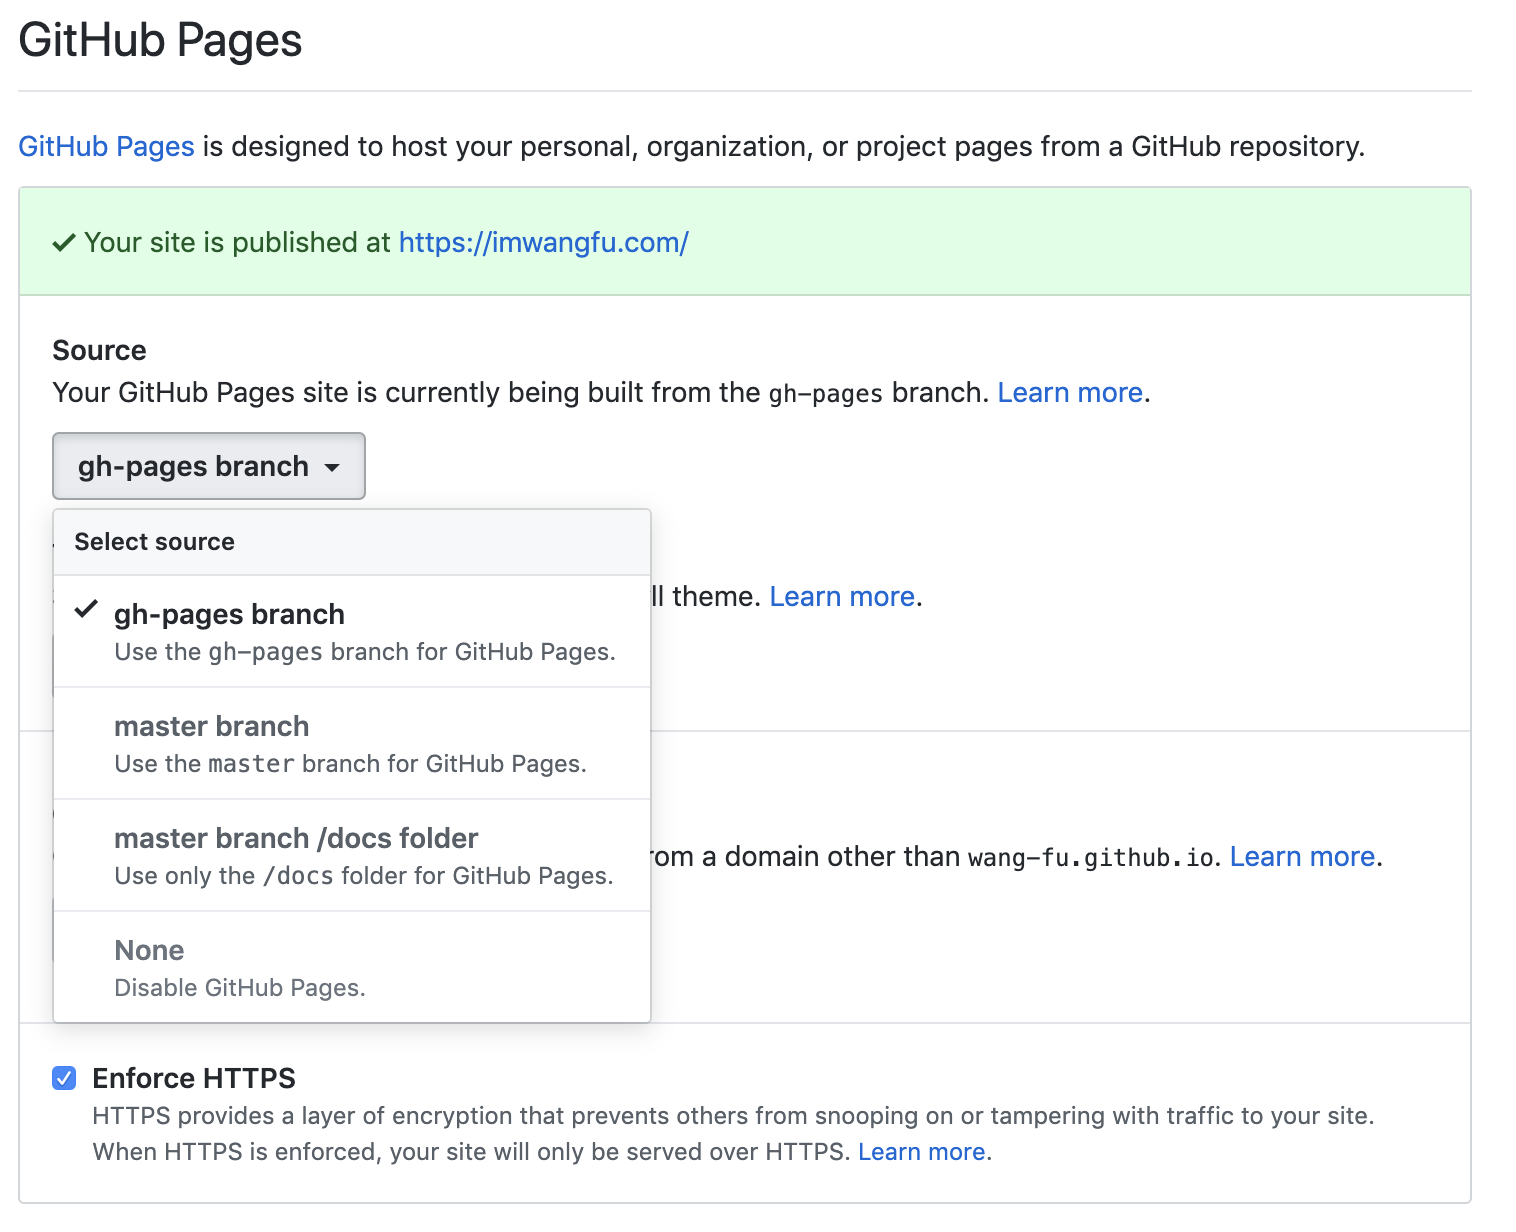 GitHub Pages
GitHub Pages is designed to host your personal, organization, or project pages from a GitHub repository.
Your site is published at https://imwangfu.com/
Source
Your GitHub Pages site is currently being built from the gh-pages branch. Learn more.
gh-pages branch
Select source
ll theme. Learn more.
gh-pages branch
Use the gh-pages branch for GitHub Pages.
master branch
Use the master branch for GitHub Pages.
master branch /docs folder
Use only the /docs folder for GitHub Pages.
rom a domain other than wang-fu.github.io. Learn more.
None
Disable GitHub Pages.
Enforce HTTPS
HTTPS provides a layer of encryption that prevents others from snooping on or tampering with traffic to your site.
When HTTPS is enforced, your site will only be served over HTTPS. Learn more.